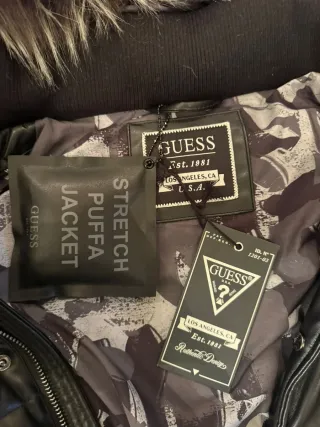 GUESS
Est. 1981
LOS ANGELES, CA
U.S.A.
STRETCH
PUFFA
JACKET
GUESS
GUESS
?
LOS ANGELES, CA
Est. 1981